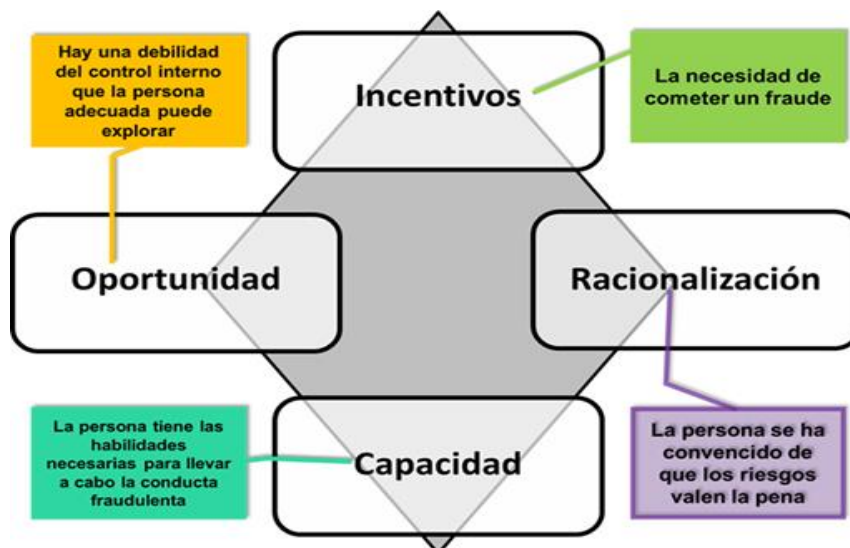 Hay una debilidad
del control interno
que la persona
adecuada puede
explorar
Incentivos
La necesidad de
cometer un fraude
Oportunidad
Racionalización
La persona tiene las
habilidades
necesarias para llevar
a cabo la conducta
fraudulenta
Capacidad
La persona se ha
convencido de
que los riesgos
valen la pena